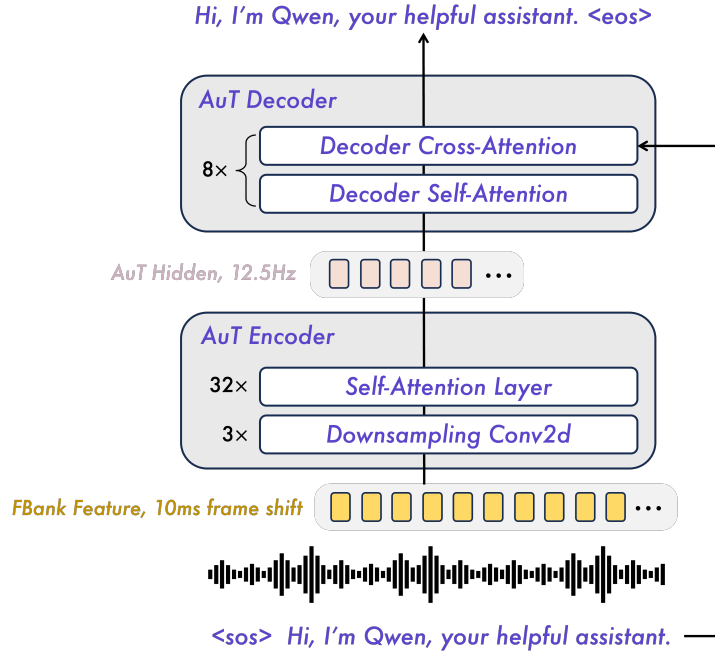 Hi, I'm Qwen, your helpful assistant. <eos>
AuT Decoder
Decoder Cross-Attention
8×
Decoder Self-Attention
AuT Hidden, 12.5Hz
...
AuT Encoder
32×
Self-Attention Layer
3×
Downsampling Conv2d
FBank Feature, 10ms frame shift
...
<sos> Hi, I'm Qwen, your helpful assistant.